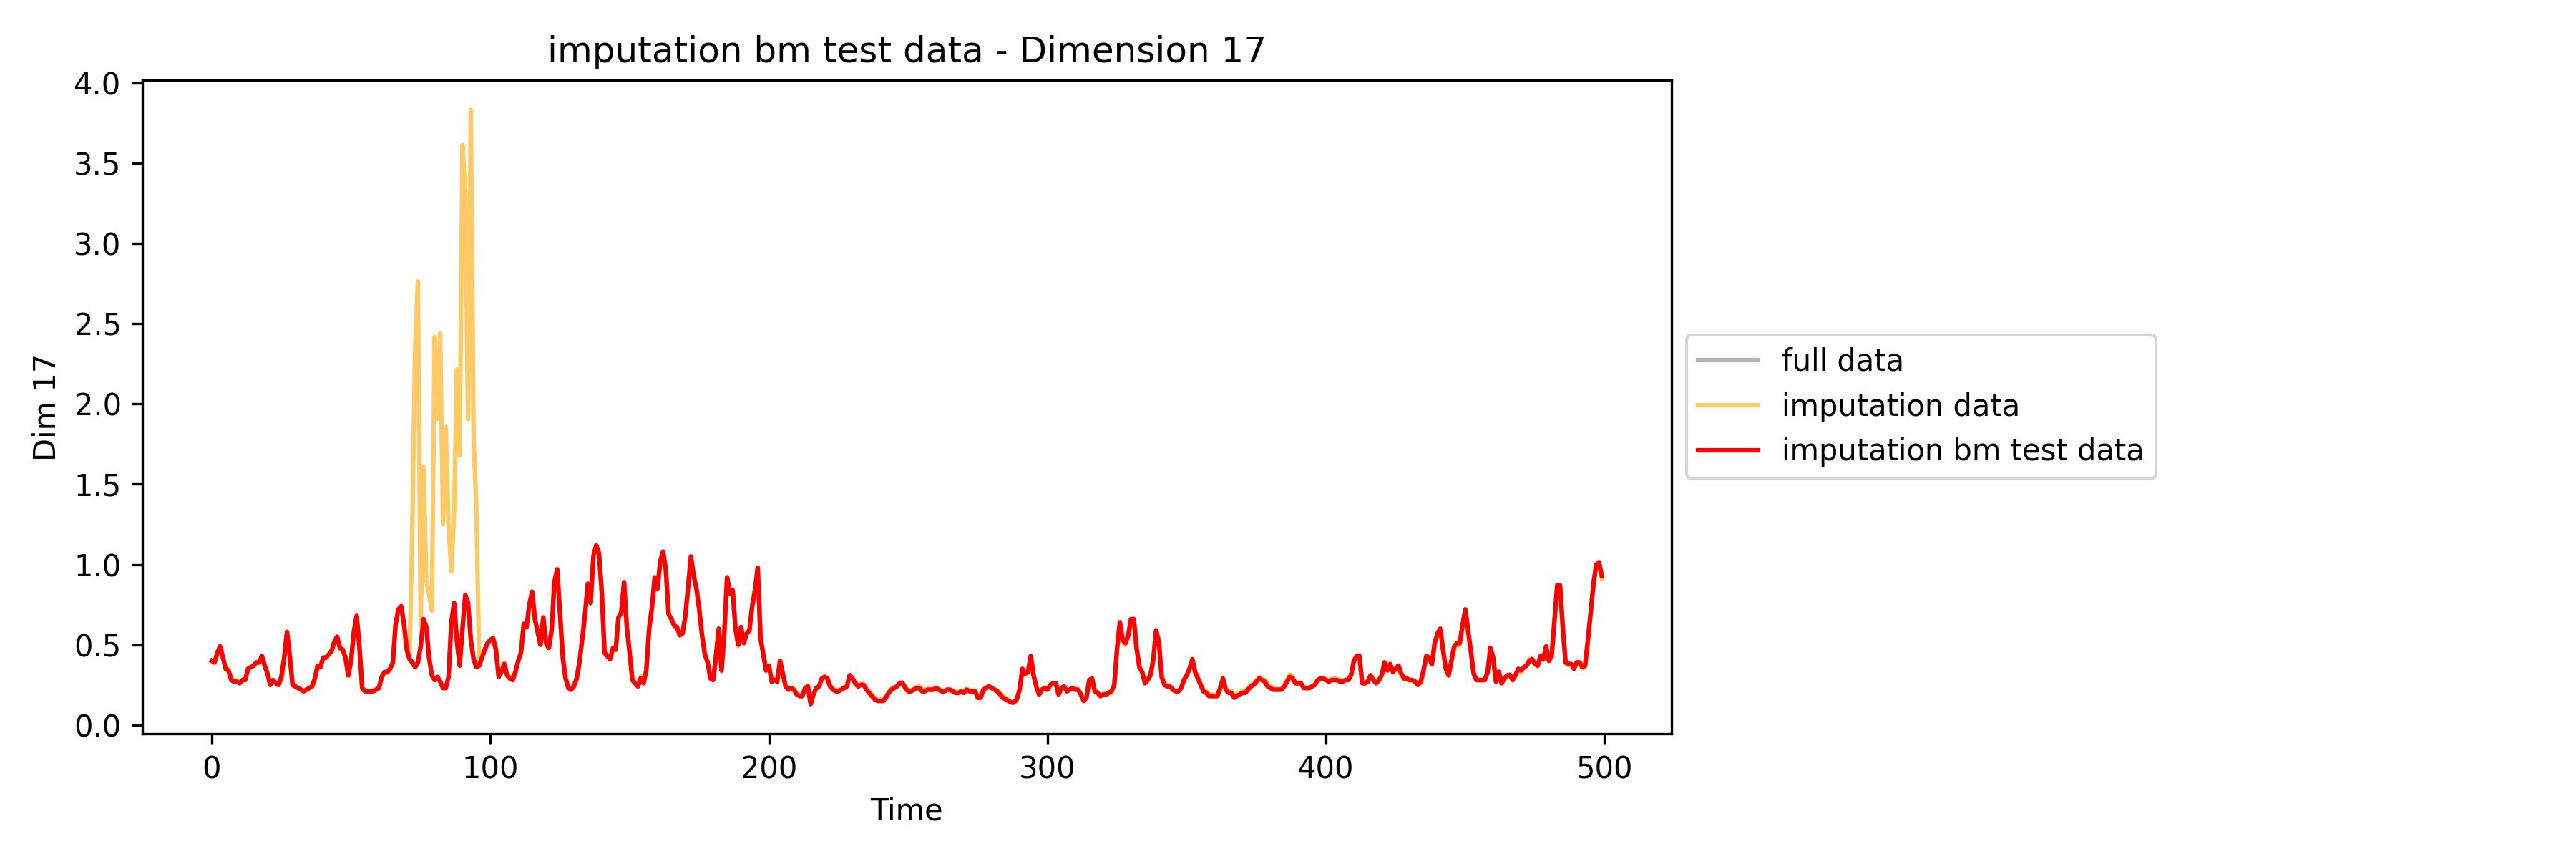 imputation bm test data - Dimension 17
4.0
3.5
3.0
2.5
2.0
1.5
1.0
0.5
0.0
Dim 17
0 100 200 300 400 500
Time
full data
imputation data
imputation bm test data